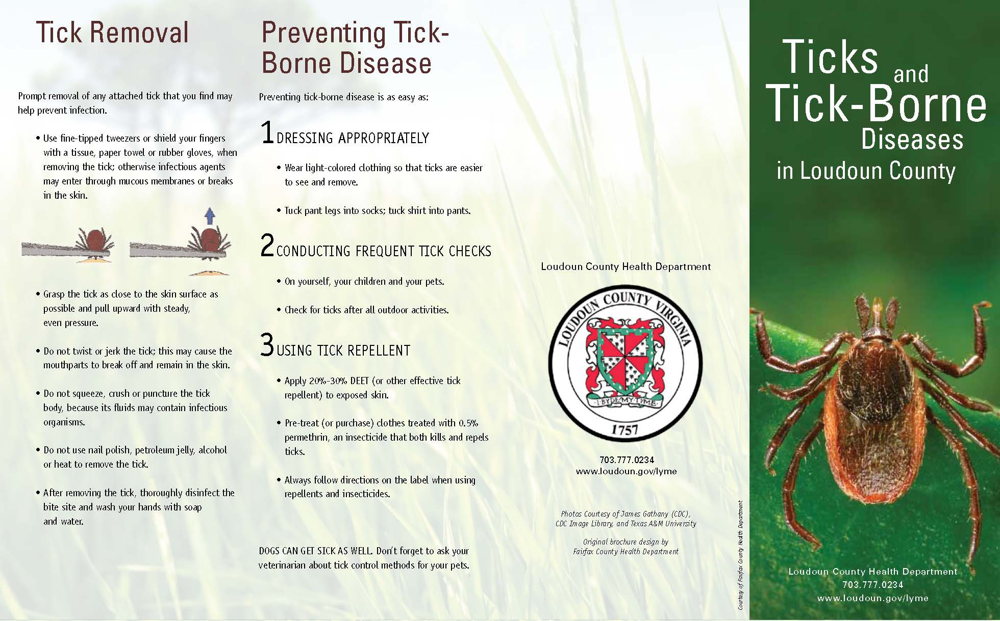 Tick Removal
Prompt removal of any attached tick that you find may
help prevent infection.
• Use fine-tipped tweezers or shield your fingers
with a tissue, paper towel or rubber gloves, when
removing the tick; otherwise infectious agents
may enter through mucous membranes or breaks
in the skin.
• Grasp the tick as close to the skin surface as
possible and pull upward with steady,
even pressure.
• Do not twist or jerk the tick; this may cause the
mouthparts to break off and remain in the skin.
• Do not squeeze, crush or puncture the tick
body, because its fluids may contain infectious
organisms.
• Do not use nail polish, petroleum jelly, alcohol
or heat to remove the tick.
• After removing the tick, thoroughly disinfect the
bite site and wash your hands with soap
and water.
Preventing Tick-
Borne Disease
Preventing tick-borne disease is as easy as:
1 DRESSING APPROPRIATELY
• Wear light-colored clothing so that ticks are easier
to see and remove.
• Tuck pant legs into socks; tuck shirt into pants.
2 CONDUCTING FREQUENT TICK CHECKS
• On yourself, your children and your pets.
• Check for ticks after all outdoor activities.
3 USING TICK REPELLENT
• Apply 20%-30% DEET (or other effective tick
repellent) to exposed skin.
• Pre-treat (or purchase) clothes treated with 0.5%
permethrin, an insecticide that both kills and repels
ticks.
• Always follow directions on the label when using
repellents and insecticides.
DOGS CAN GET SICK AS WELL. Don't forget to ask your
veterinarian about tick control methods for your pets.
Loudoun County Health Department
LOUDOUN COUNTY VIRGINIA
·I·BYDE·MY·TYME·
1757
703.777.0234
www.loudoun.gov/lyme
Photos Courtesy of James Gathany (CDC),
CDC Image Library, and Texas A&M University
Original brochure design by
Fairfax County Health Department
Courtesy of Fairfax County Health Department
Ticks and
Tick-Borne
Diseases
in Loudoun County
Loudoun County Health Department
703.777.0234
www.loudoun.gov/lyme